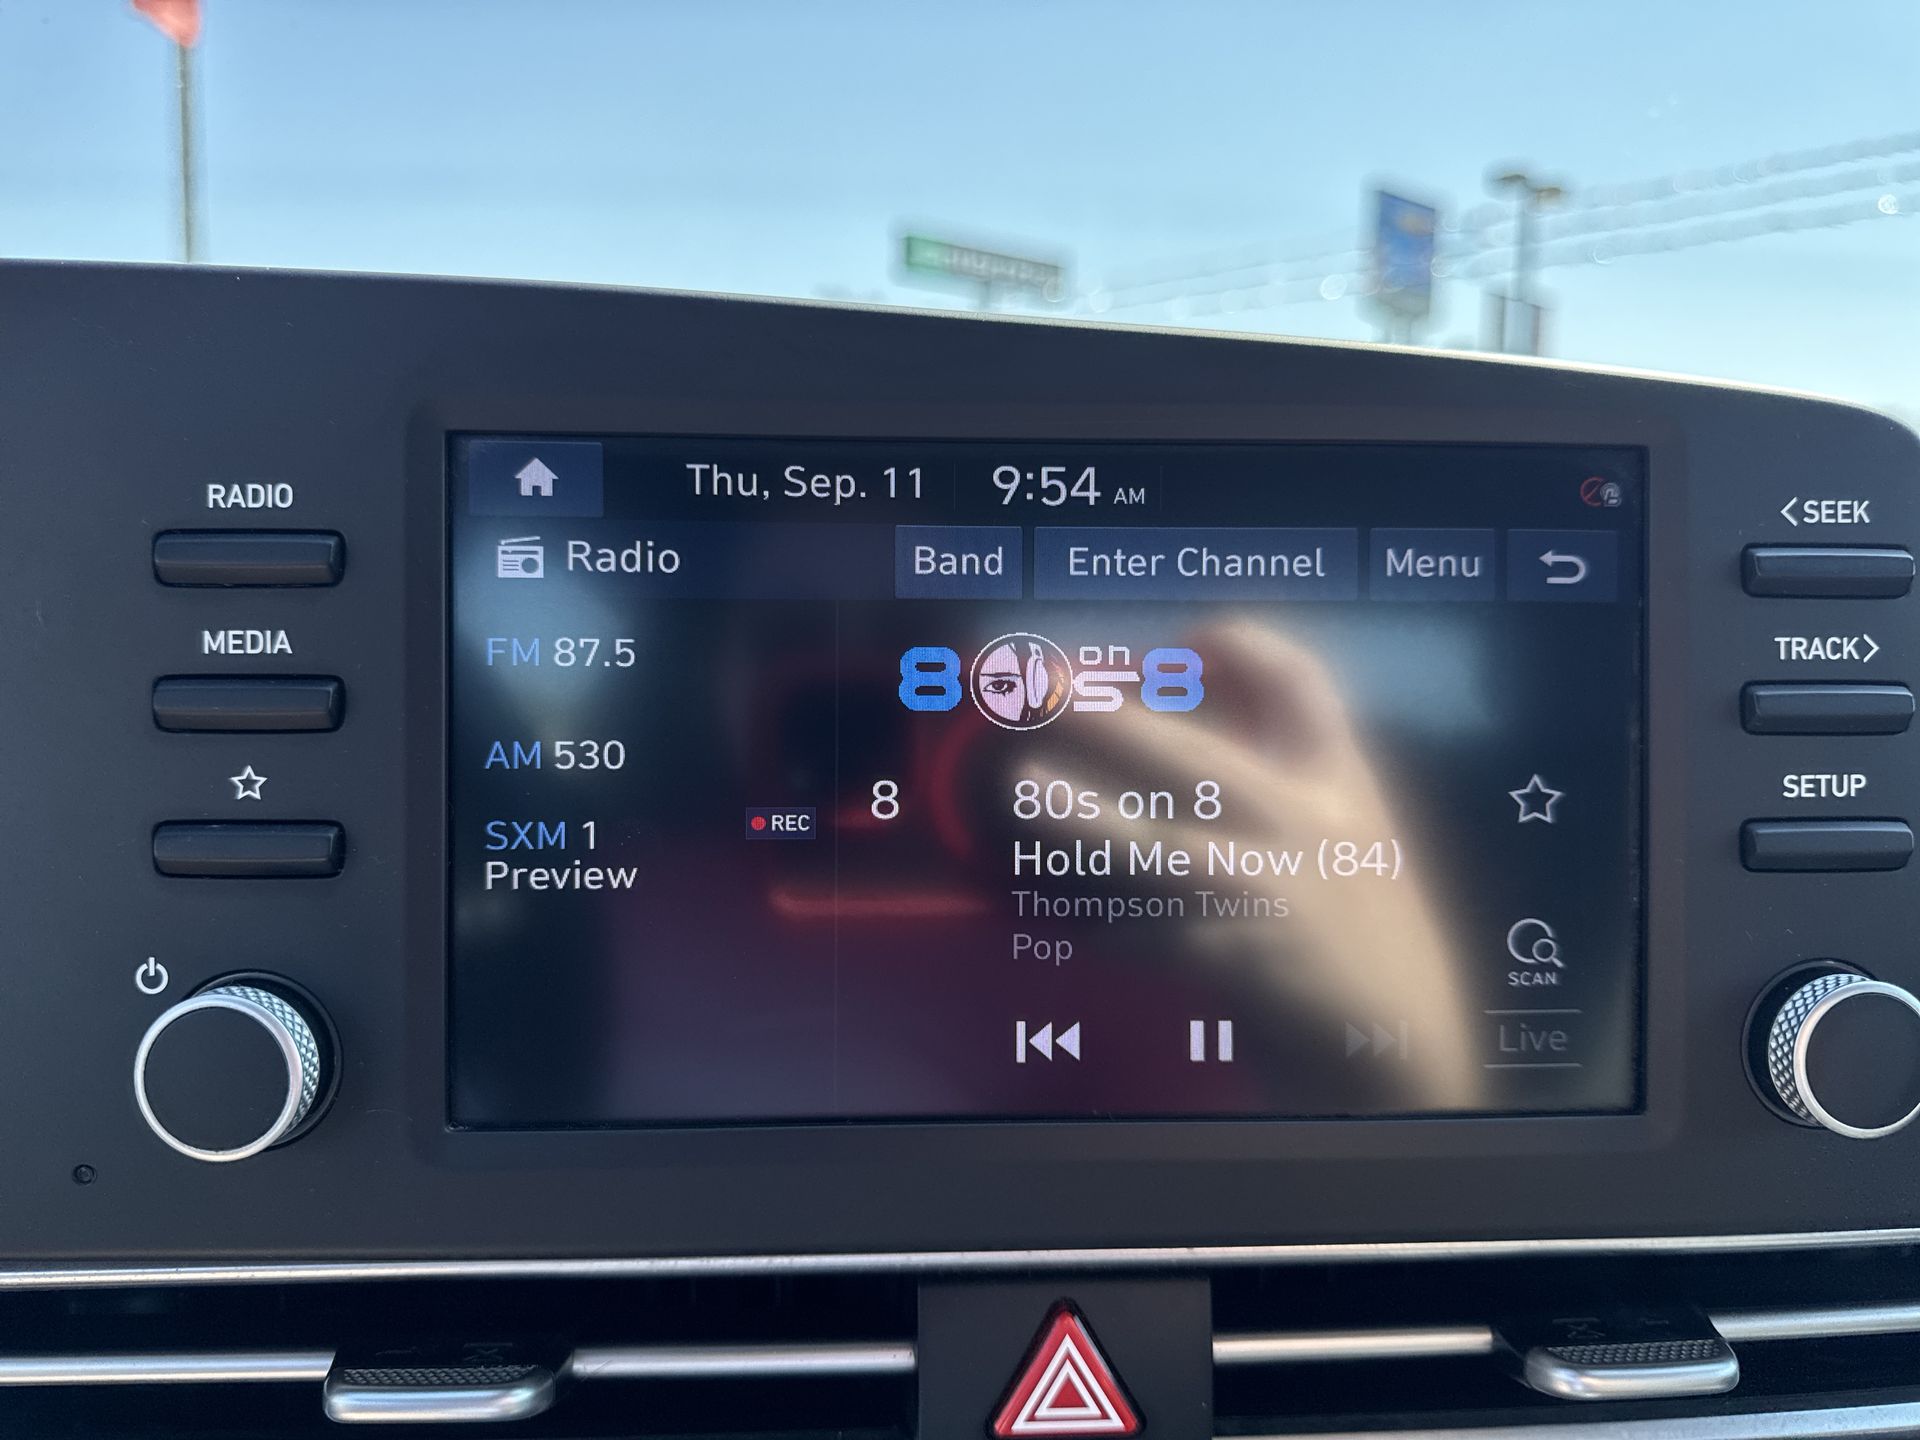 Thu, Sep. 11 9:54 AM
RADIO
<SEEK
Radio Band Enter Channel Menu
MEDIA
TRACK>
FM 87.5
80s on 8
AM 530
SETUP
8 80s on 8
REC
SXM 1
Preview
Hold Me Now (84)
Thompson Twins
Pop
SCAN
Live